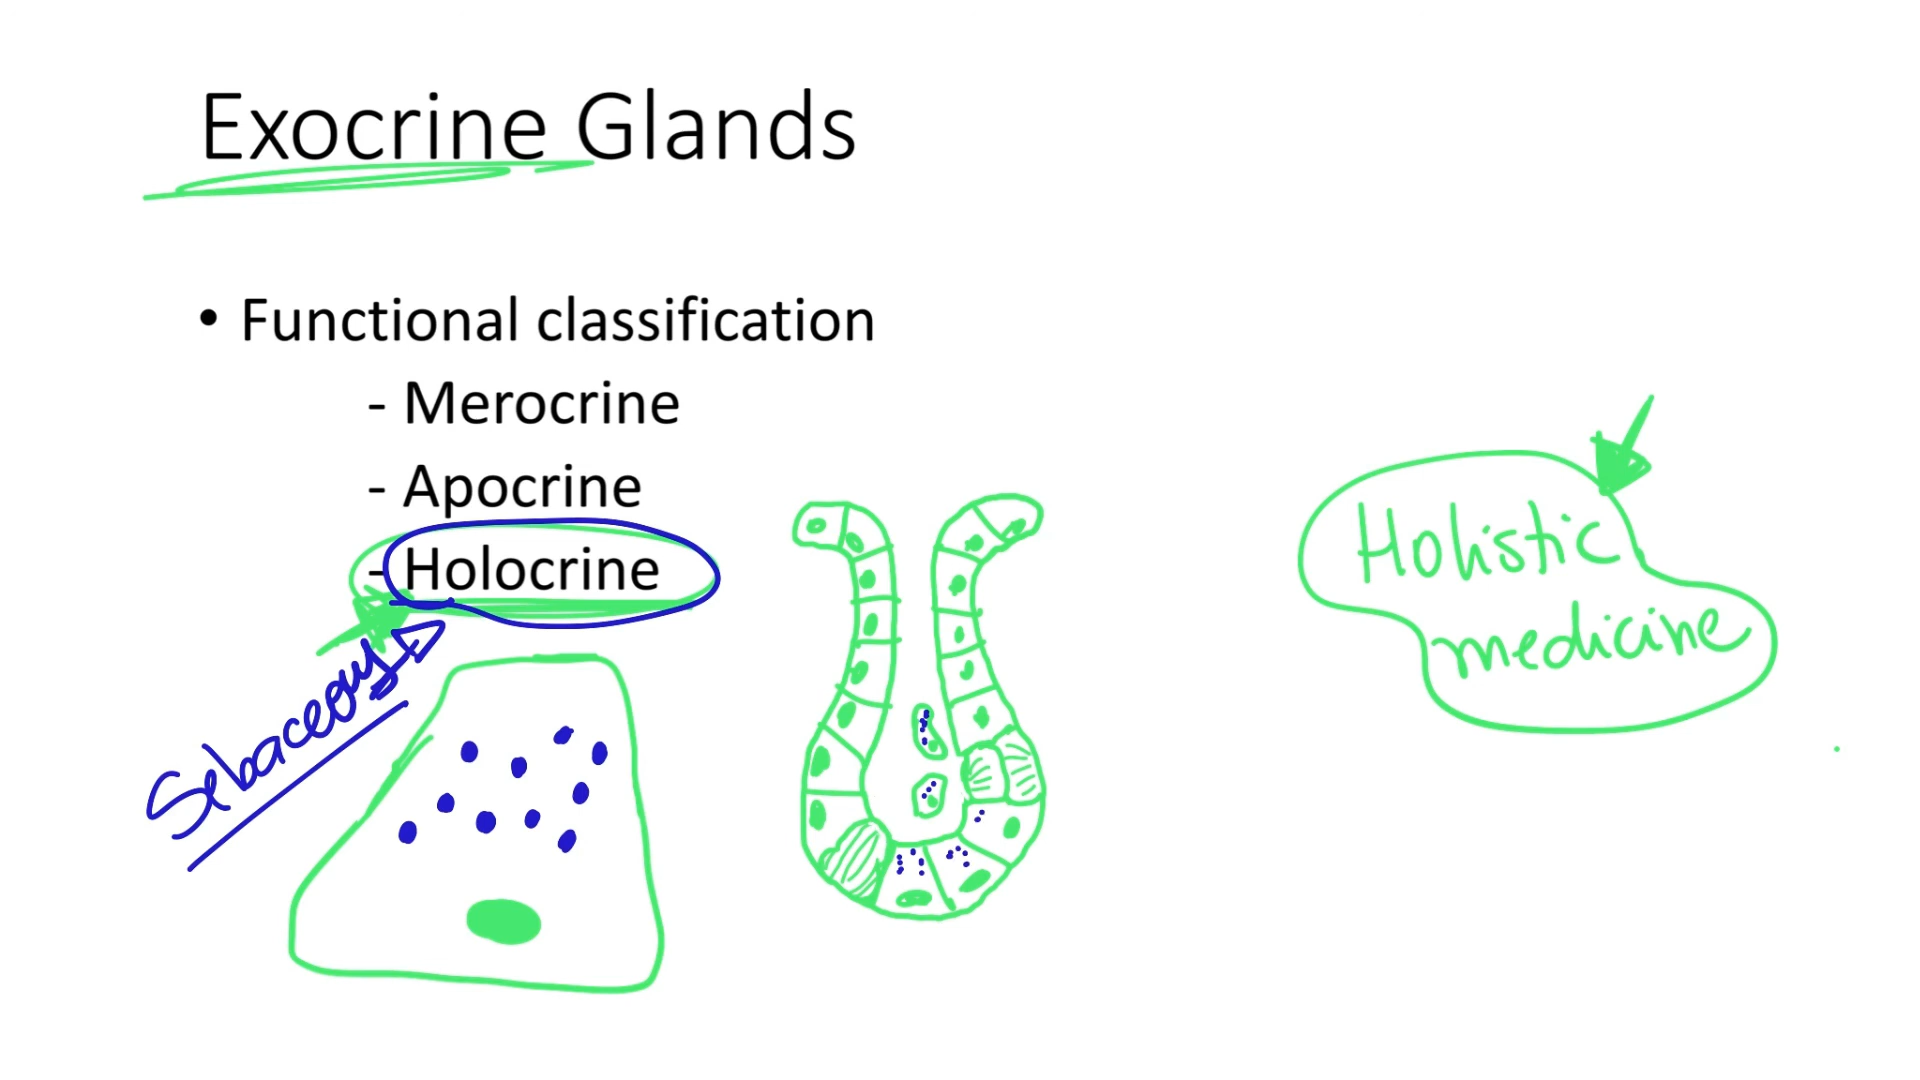 Exocrine Glands
• Functional classification
- Merocrine
- Apocrine
- Holocrine
Sebaceous
Holistic
medicine